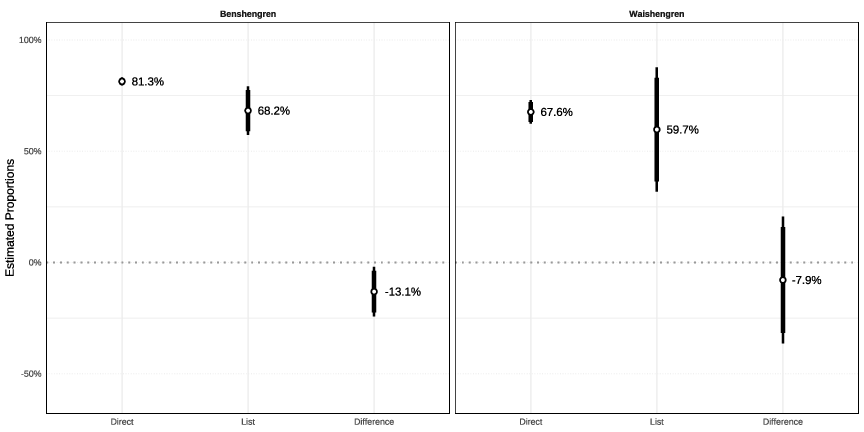 Benshengren
Waishengren
Estimated Proportions
100%
50%
0%
-50%
81.3%
68.2%
-13.1%
67.6%
59.7%
-7.9%
Direct
List
Difference
Direct
List
Difference